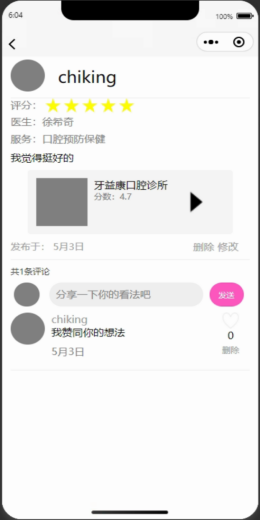 6:04
100%
chiking
评分：
医生：徐希奇
服务：口腔预防保健
我觉得挺好的
牙益康口腔诊所
分数：4.7
发布于： 5月3日 删除 修改
共1条评论
分享一下你的看法吧 发送
chiking
我赞同你的想法
0
5月3日 删除